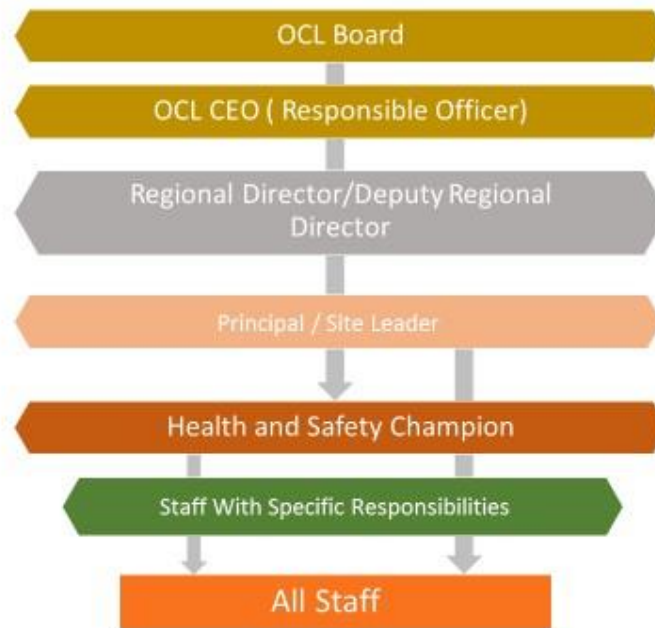 OCL Board
OCL CEO ( Responsible Officer)
Regional Director/Deputy Regional
Director
Principal / Site Leader
Health and Safety Champion
Staff With Specific Responsibilities
All Staff